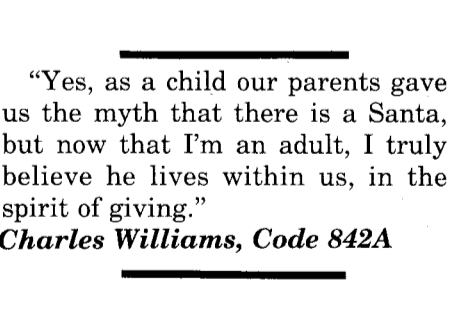 “Yes, as a child our parents gave
us the myth that there is a Santa,
but now that I'm an adult, I truly
believe he lives within us, in the
spirit of giving.”
Charles Williams, Code 842A